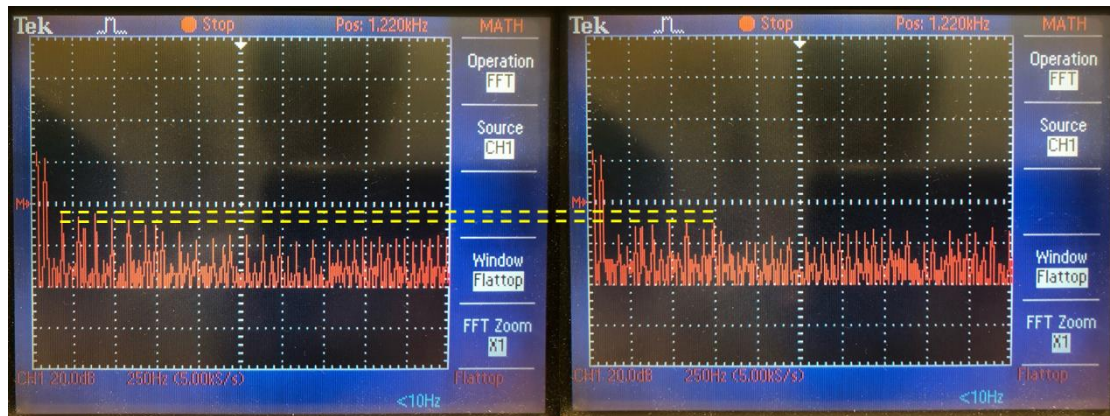 Tek Stop Pos: 1.220kHz MATH
Operation
FFT
Source
CH1
M
Window
Flattop
FFT Zoom
X1
CH1 20.0dB 250Hz (5.00kS/s) Flattop
<10Hz
Tek Stop Pos: 1.220kHz MATH
Operation
FFT
Source
CH1
M
Window
Flattop
FFT Zoom
X1
CH1 20.0dB 250Hz (5.00kS/s) Flattop
<10Hz